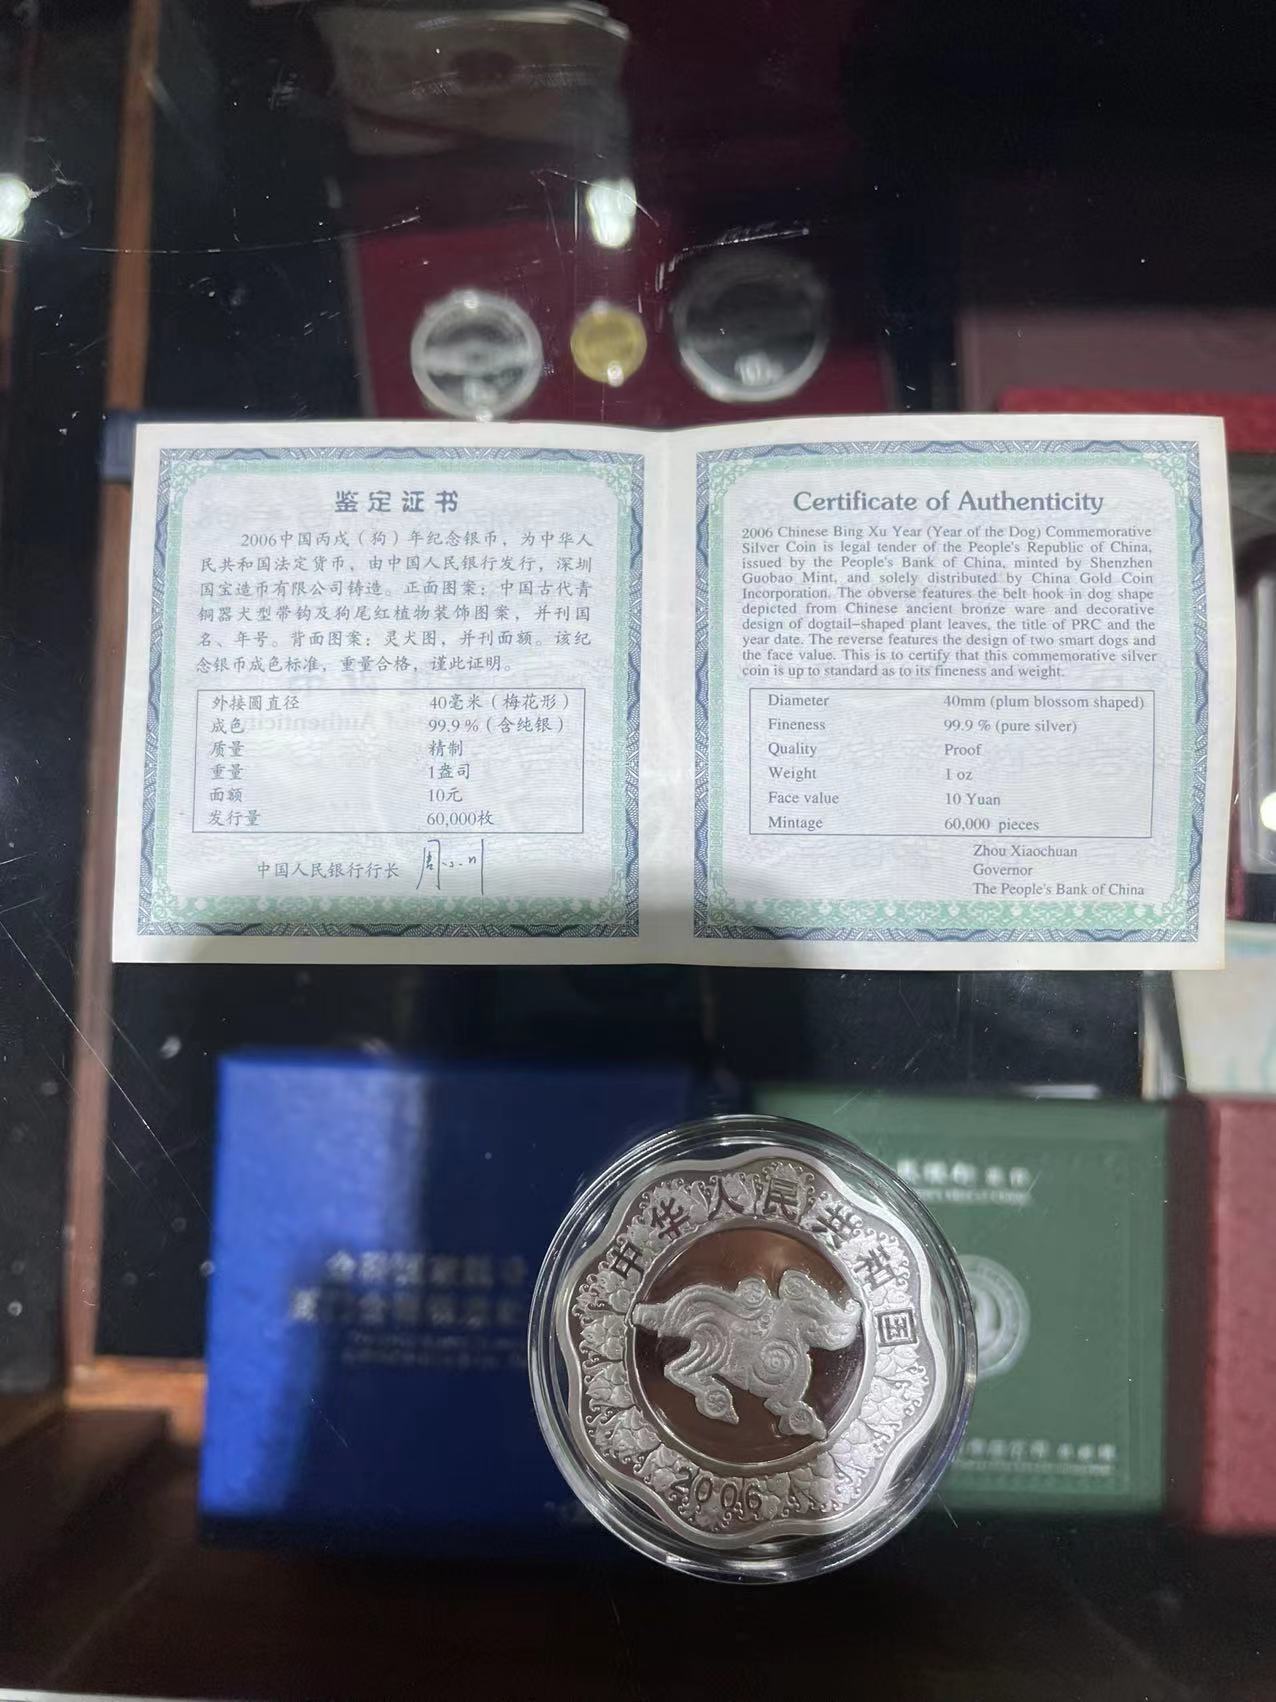 鉴定证书
2006中国丙戌（狗）年纪念银币，为中华人
民共和国法定货币，由中国人民银行发行，深圳
国宝造币有限公司铸造。正面图案：中国古代青
铜器犬型带钩及狗尾红植物装饰图案，并刊国
名、年号。背面图案：灵犬图，并刊面额。该纪
念银币成色标准，重量合格，谨此证明。
外接圆直径 40毫米（梅花形）
成色 99.9%（含纯银）
质量 精制
重量 1盎司
面额 10元
发行量 60,000枚
中国人民银行行长
Certificate of Authenticity
2006 Chinese Bing Xu Year (Year of the Dog) Commemorative
Silver Coin is legal tender of the People's Republic of China,
issued by the People's Bank of China, minted by Shenzhen
Guobao Mint, and solely distributed by China Gold Coin
Incorporation. The obverse features the belt hook in dog shape
depicted from Chinese ancient bronze ware and decorative
design of dogtail-shaped plant leaves, the title of PRC and the
year date. The reverse features the design of two smart dogs and
the face value. This is to certify that this commemorative silver
coin is up to standard as to its fineness and weight.
Diameter 40mm (plum blossom shaped)
Fineness 99.9 % (pure silver)
Quality Proof
Weight 1 oz
Face value 10 Yuan
Mintage 60,000 pieces
Zhou Xiaochuan
Governor
The People's Bank of China
中华人民共和国
2006